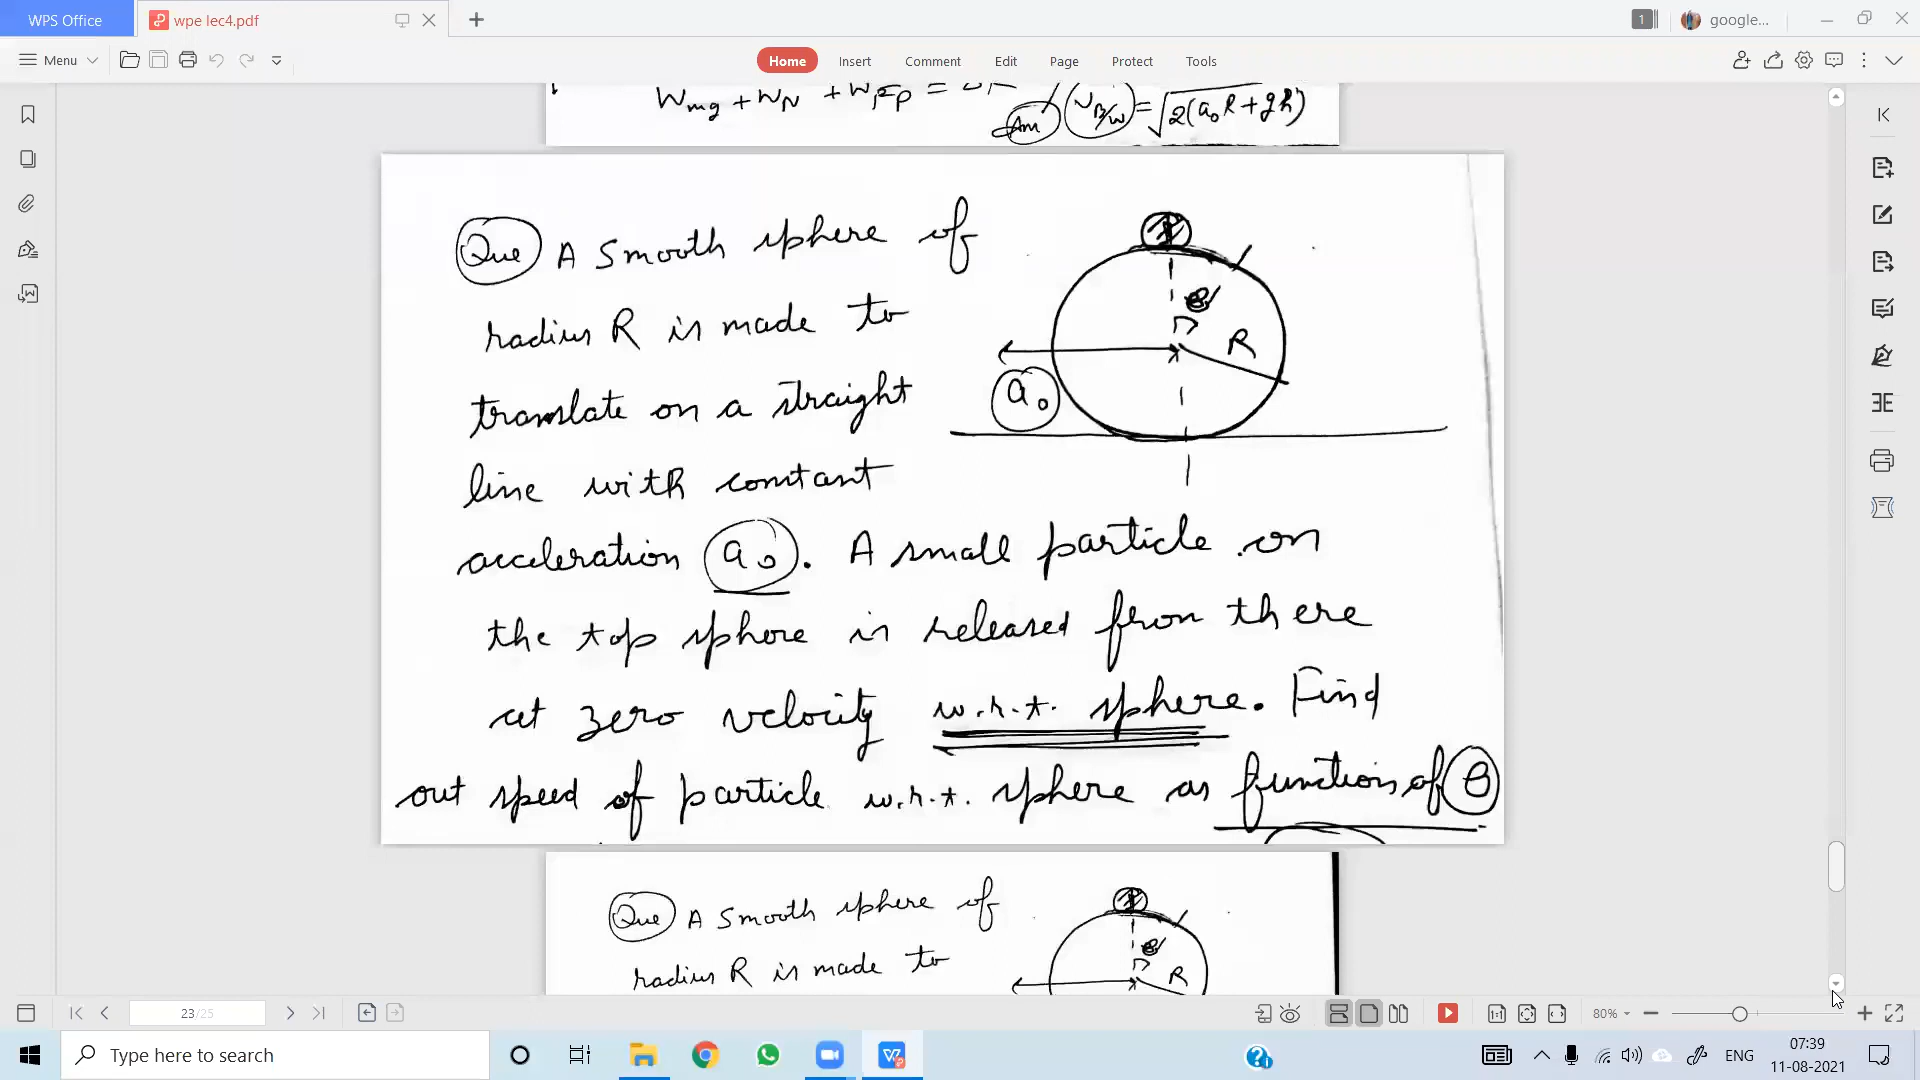 WPS Office
wpe lec4.pdf
1
google...
Menu
Home
Insert
Comment
Edit
Page
Protect
Tools
Wmg + WN + WFp =
Ans
= √2(a₀R+gh)
Que A Smooth sphere of
radius R is made to
translate on a straight
line with constant
acceleration a₀. A small particle on
the top sphere is released from there
at zero velocity w.r.t. sphere. Find
out speed of particle w.r.t. sphere as function of θ
R
a₀
Que A Smooth sphere of
radius R is made to
R
23/25
80%
Type here to search
ENG
07:39
11-08-2021